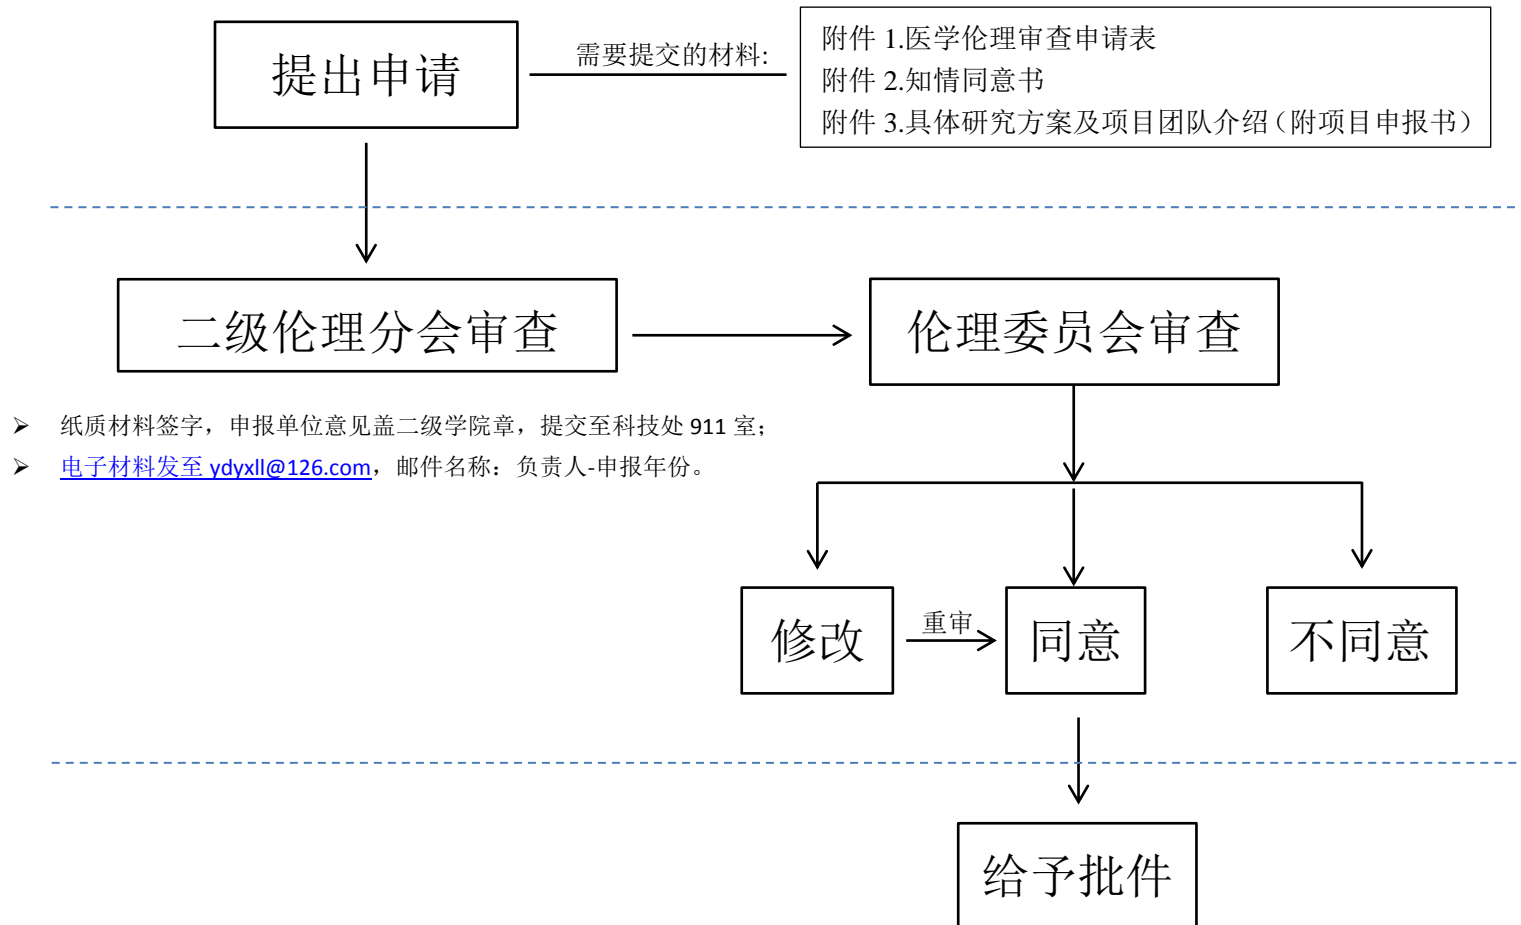 提出申请
需要提交的材料:
附件 1.医学伦理审查申请表
附件 2.知情同意书
附件 3.具体研究方案及项目团队介绍（附项目申报书）
二级伦理分会审查
伦理委员会审查
➢ 纸质材料签字，申报单位意见盖二级学院章，提交至科技处 911 室；
➢ 电子材料发至 ydyxll@126.com，邮件名称：负责人-申报年份。
修改
重审
同意
不同意
给予批件